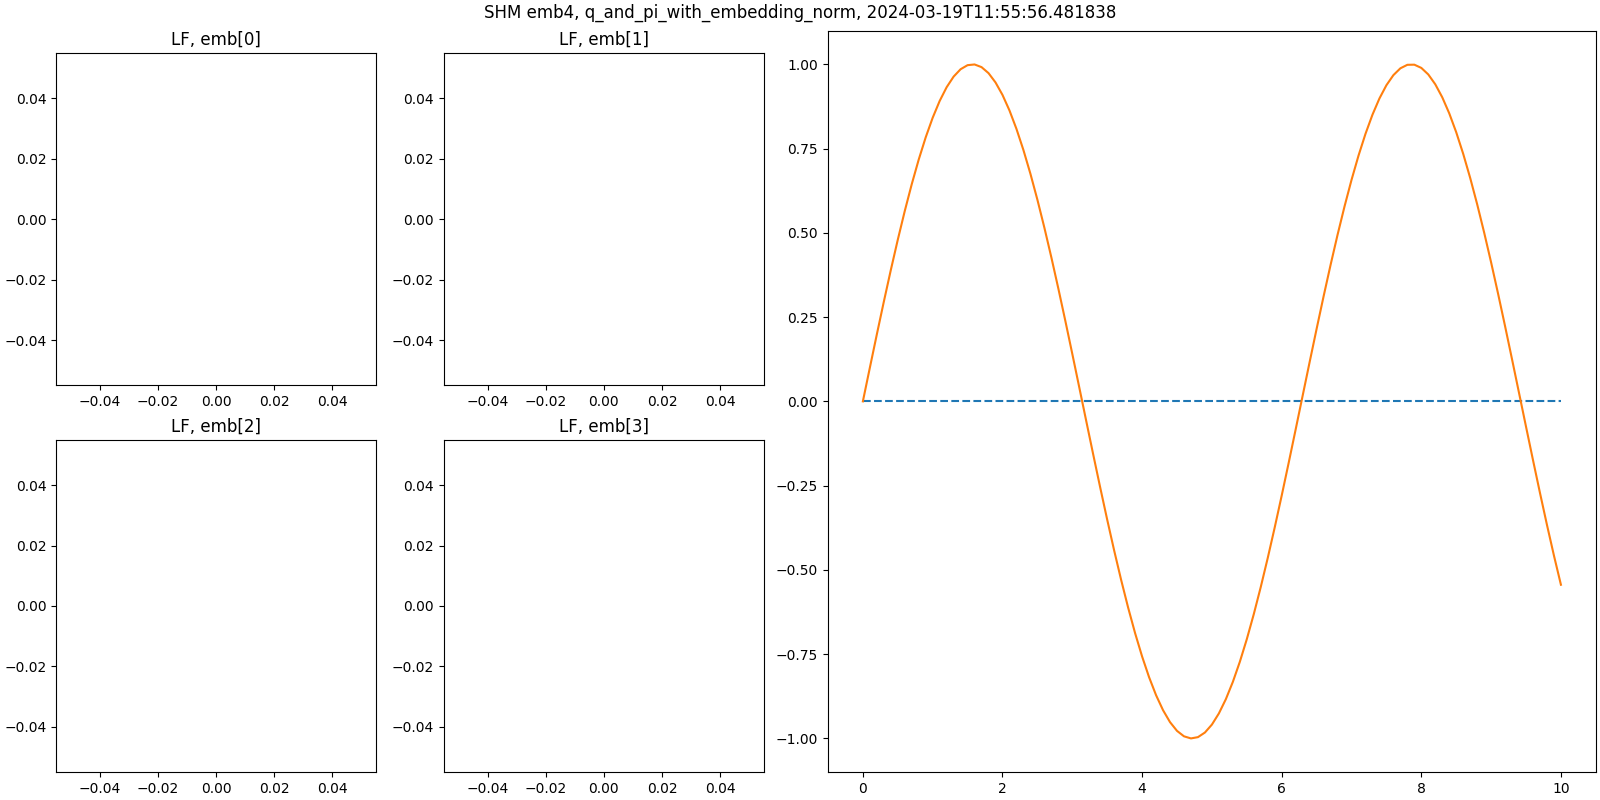 SHM emb4, q_and_pi_with_embedding_norm, 2024-03-19T11:55:56.481838
LF, emb[0]
0.04
0.02
0.00
−0.02
−0.04
−0.04 −0.02 0.00 0.02 0.04
LF, emb[1]
0.04
0.02
0.00
−0.02
−0.04
−0.04 −0.02 0.00 0.02 0.04
LF, emb[2]
0.04
0.02
0.00
−0.02
−0.04
−0.04 −0.02 0.00 0.02 0.04
LF, emb[3]
0.04
0.02
0.00
−0.02
−0.04
−0.04 −0.02 0.00 0.02 0.04
1.00
0.75
0.50
0.25
0.00
−0.25
−0.50
−0.75
−1.00
0 2 4 6 8 10